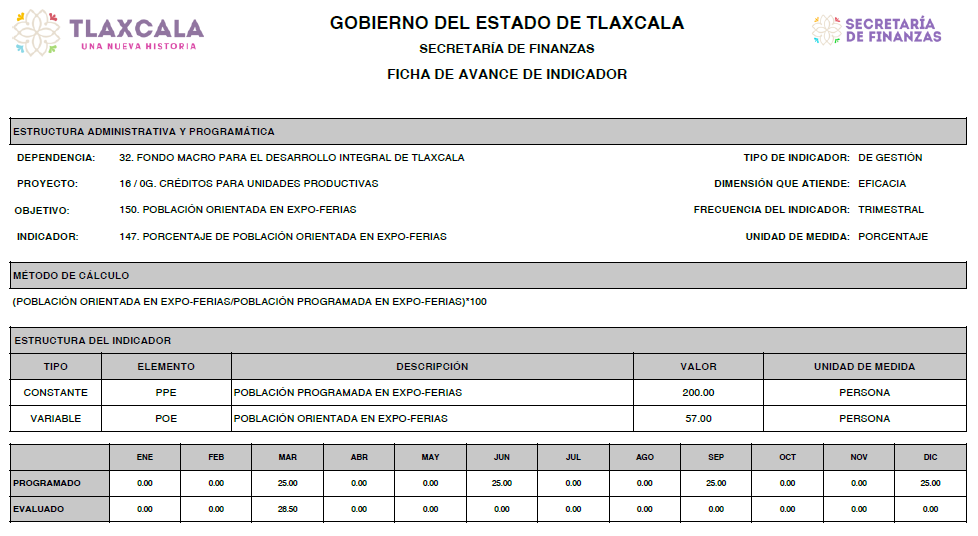 TLAXCALA
UNA NUEVA HISTORIA
GOBIERNO DEL ESTADO DE TLAXCALA
SECRETARÍA DE FINANZAS
FICHA DE AVANCE DE INDICADOR
SECRETARÍA
DE FINANZAS
ESTRUCTURA ADMINISTRATIVA Y PROGRAMÁTICA
DEPENDENCIA: 32. FONDO MACRO PARA EL DESARROLLO INTEGRAL DE TLAXCALA TIPO DE INDICADOR: DE GESTIÓN
PROYECTO: 16 / 0G. CRÉDITOS PARA UNIDADES PRODUCTIVAS DIMENSIÓN QUE ATIENDE: EFICACIA
OBJETIVO: 150. POBLACIÓN ORIENTADA EN EXPO-FERIAS FRECUENCIA DEL INDICADOR: TRIMESTRAL
INDICADOR: 147. PORCENTAJE DE POBLACIÓN ORIENTADA EN EXPO-FERIAS UNIDAD DE MEDIDA: PORCENTAJE
MÉTODO DE CÁLCULO
(POBLACIÓN ORIENTADA EN EXPO-FERIAS/POBLACIÓN PROGRAMADA EN EXPO-FERIAS)*100
ESTRUCTURA DEL INDICADOR
TIPO ELEMENTO DESCRIPCIÓN VALOR UNIDAD DE MEDIDA
CONSTANTE PPE POBLACIÓN PROGRAMADA EN EXPO-FERIAS 200.00 PERSONA
VARIABLE POE POBLACIÓN ORIENTADA EN EXPO-FERIAS 57.00 PERSONA
ENE FEB MAR ABR MAY JUN JUL AGO SEP OCT NOV DIC
PROGRAMADO 0.00 0.00 25.00 0.00 0.00 25.00 0.00 0.00 25.00 0.00 0.00 25.00
EVALUADO 0.00 0.00 28.50 0.00 0.00 0.00 0.00 0.00 0.00 0.00 0.00 0.00